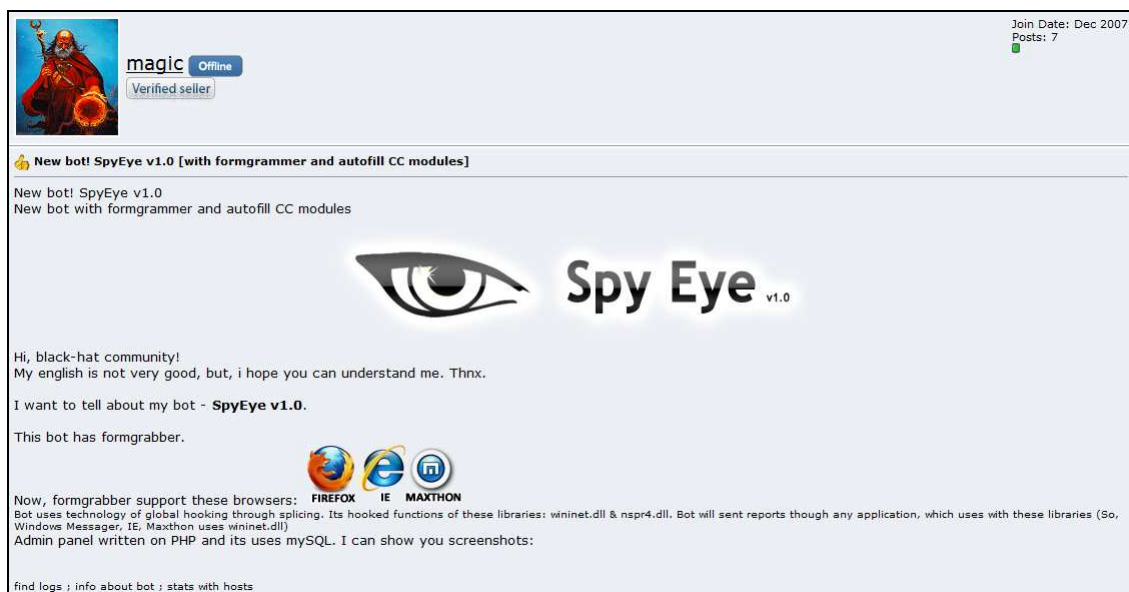 Join Date: Dec 2007
Posts: 7
magic Offline
Verified seller
New bot! SpyEye v1.0 [with formgrammer and autofill CC modules]
New bot! SpyEye v1.0
New bot with formgrammer and autofill CC modules
Spy Eye v1.0
Hi, black-hat community!
My english is not very good, but, i hope you can understand me. Thnx.
I want to tell about my bot - SpyEye v1.0.
This bot has formgrabber.
Now, formgrabber support these browsers: FIREFOX IE MAXTHON
Bot uses technology of global hooking through splicing. Its hooked functions of these libraries: wininet.dll & nspr4.dll. Bot will sent reports though any application, which uses with these libraries (So,
Windows Messager, IE, Maxthon uses wininet.dll)
Admin panel written on PHP and its uses mySQL. I can show you screenshots:
find logs ; info about bot ; stats with hosts